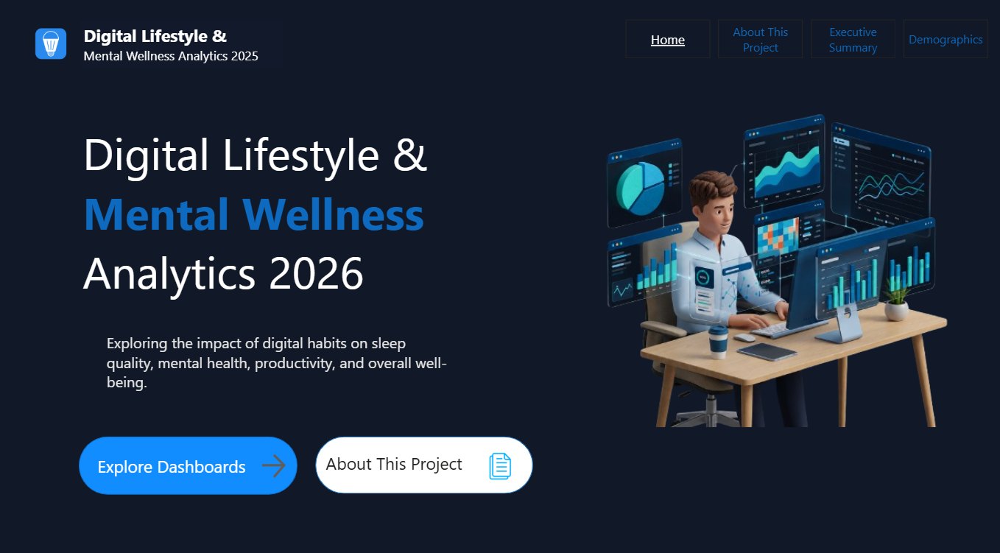 Digital Lifestyle &
Mental Wellness Analytics 2025
Home
About This
Project
Executive
Summary
Demographics
Digital Lifestyle &
Mental Wellness
Analytics 2026
Exploring the impact of digital habits on sleep
quality, mental health, productivity, and overall well-
being.
Explore Dashboards
About This Project